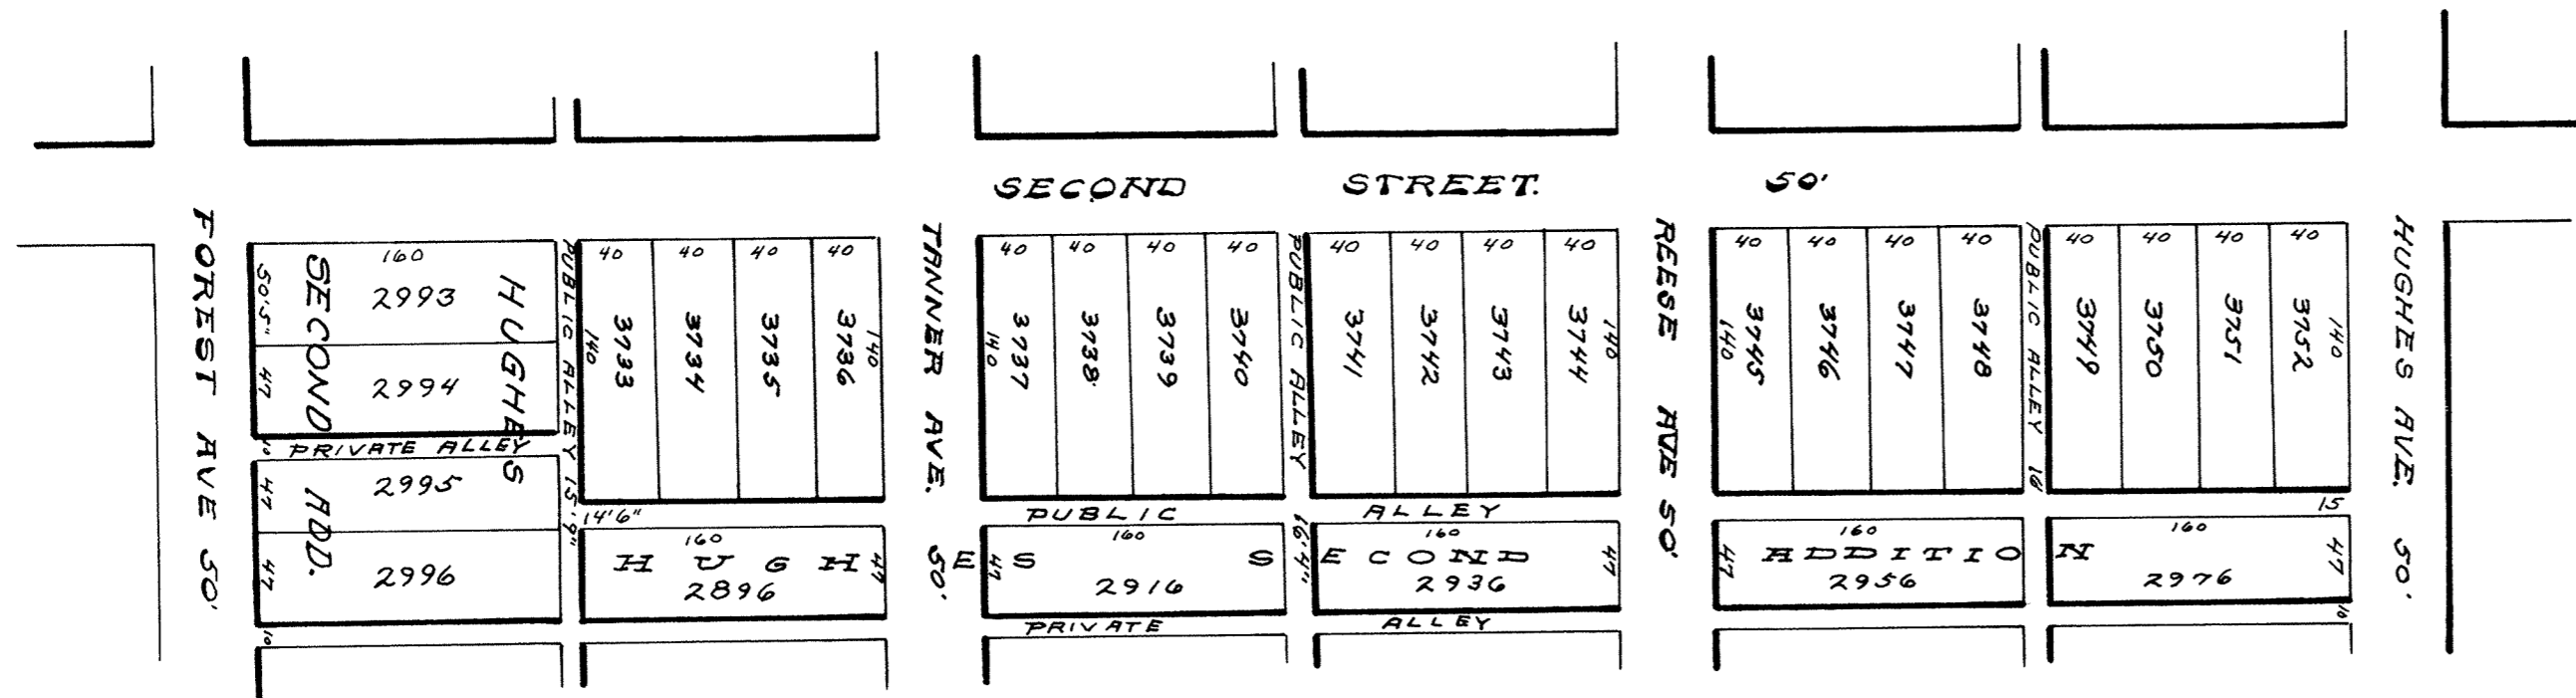 SECOND STREET. 50'
FOREST AVE 50'
TANNER AVE. 50'
REESE AVE 50'
HUGHES AVE. 50'
HUGHES
SECOND ADD.
160
2993
50'5"
2994
47
10
PRIVATE ALLEY
2995
47
2996
47
10
PUBLIC ALLEY 15'9"
40 40 40 40
140 3733 3734 3735 3736 140
14'6"
160
47
2896
40 40 40 40
140 3737 3738 3739 3740
PUBLIC ALLEY 16'4"
40 40 40 40
3741 3742 3743 3744 140
PUBLIC ALLEY
HUGHES SECOND ADDITION
47
160
2916
160
2936
47
PRIVATE ALLEY
40 40 40 40
140 3745 3746 3747 3748
PUBLIC ALLEY 16
40 40 40 40
3749 3750 3751 3752 140
15
47
160
2956
160
2976
47
10